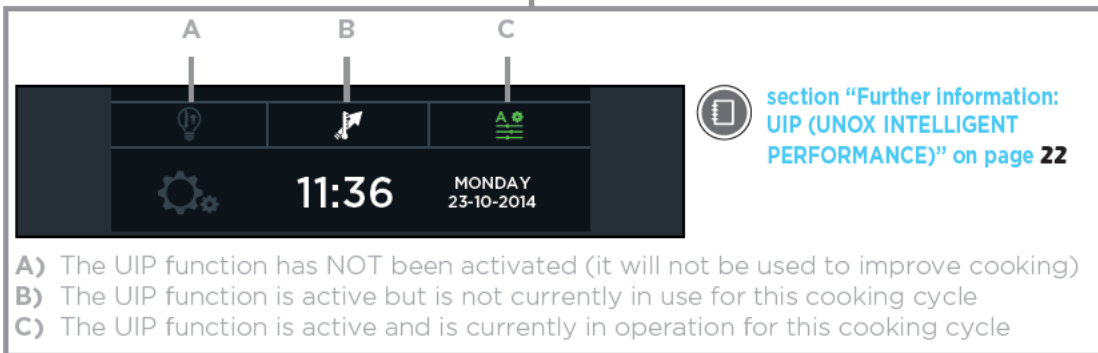 A B C
section “Further information:
UIP (UNOX INTELLIGENT
PERFORMANCE)” on page 22
A
11:36
MONDAY
23-10-2014
A) The UIP function has NOT been activated (it will not be used to improve cooking)
B) The UIP function is active but is not currently in use for this cooking cycle
C) The UIP function is active and is currently in operation for this cooking cycle